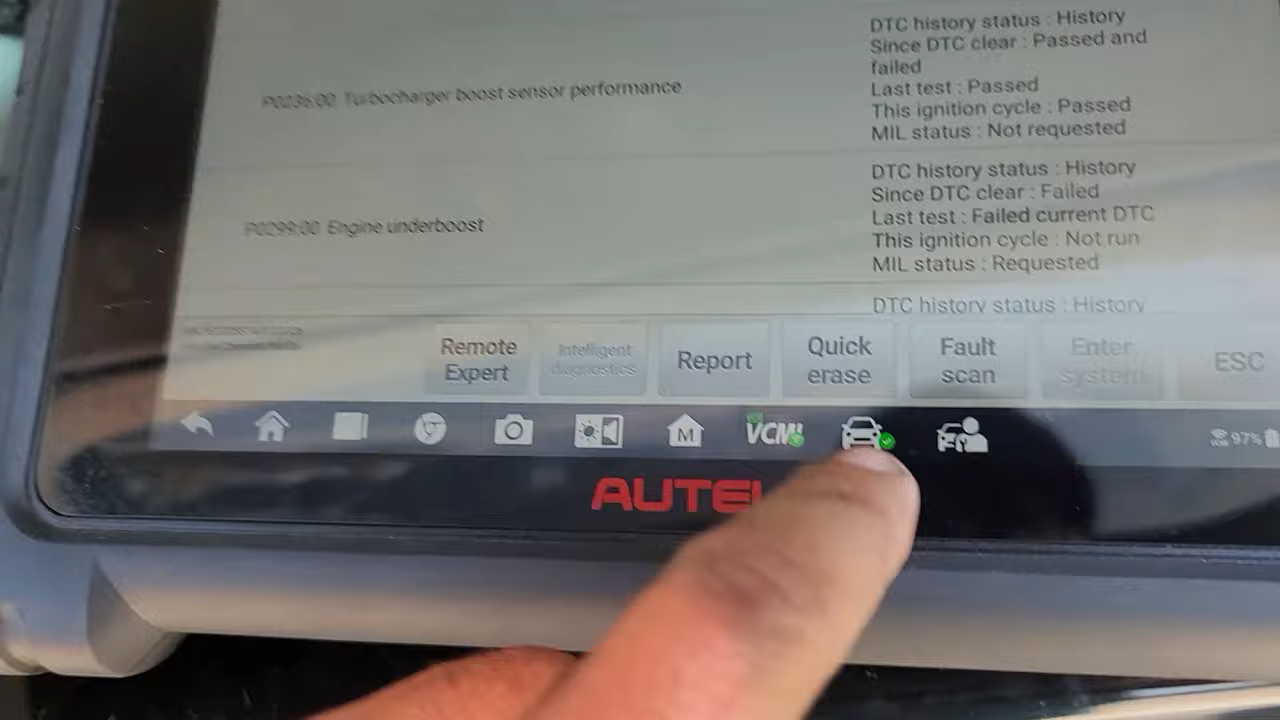 DTC history status : History
Since DTC clear : Passed and
failed
P0236:00 Turbocharger boost sensor performance
Last test : Passed
This ignition cycle : Passed
MIL status : Not requested
DTC history status : History
Since DTC clear : Failed
P0299:00 Engine underboost
Last test : Failed current DTC
This ignition cycle : Not run
MIL status : Requested
DTC history status : History
Remote
Expert
Intelligent
diagnostics
Report
Quick
erase
Fault
scan
Enter
system
ESC
M
VCMI
97%
AUTEL